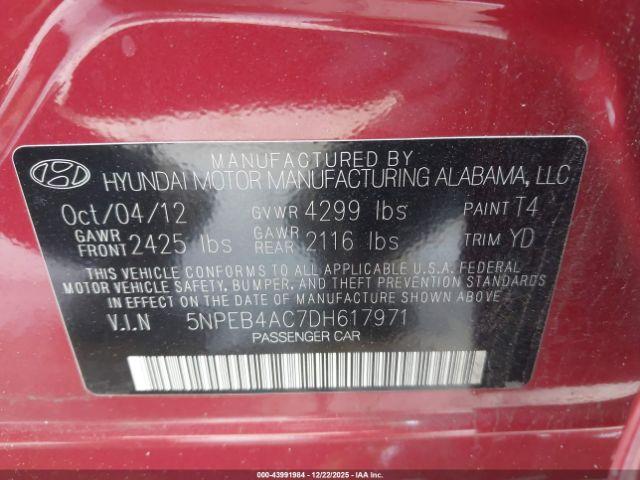 MANUFACTURED BY
HYUNDAI MOTOR MANUFACTURING ALABAMA, LLC
Oct/04/12 GVWR 4299 lbs PAINT T4
GAWR FRONT 2425 lbs GAWR REAR 2116 lbs TRIM YD
THIS VEHICLE CONFORMS TO ALL APPLICABLE U.S.A. FEDERAL
MOTOR VEHICLE SAFETY, BUMPER, AND THEFT PREVENTION
STANDARDS IN EFFECT ON THE DATE OF MANUFACTURE SHOWN ABOVE.
V.I.N 5NPEB4AC7DH617971
PASSENGER CAR
000-43991984 - 12/22/2025 - IAAI.COM